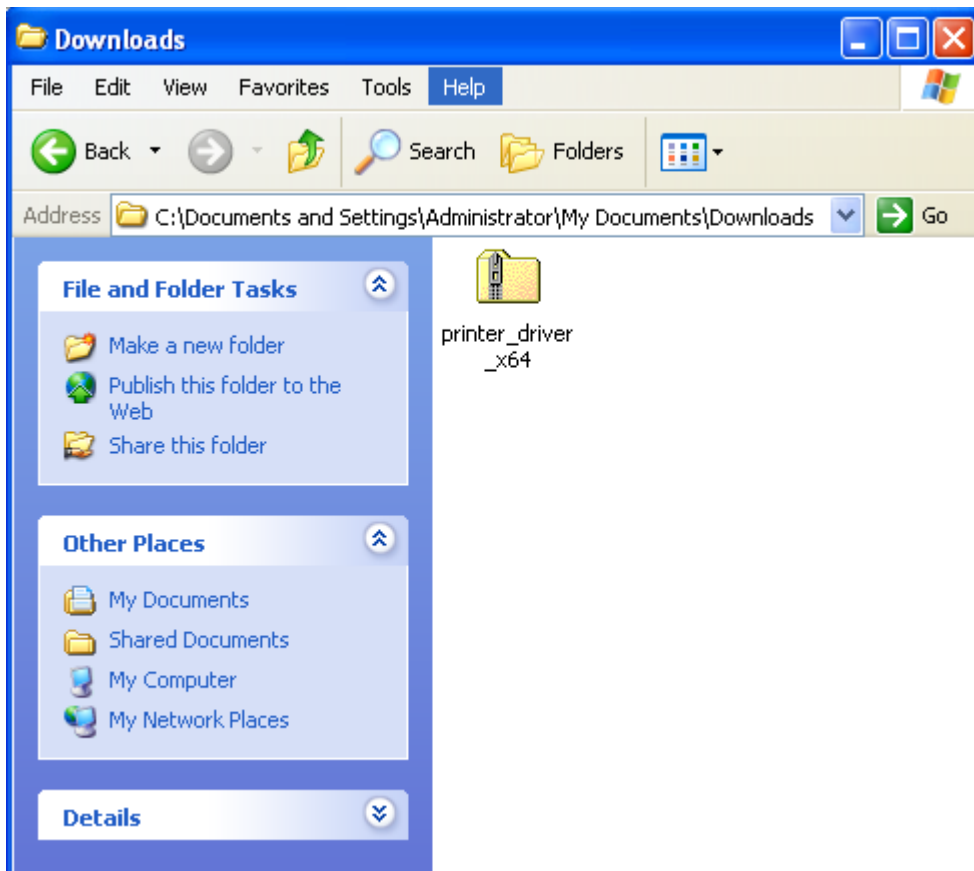 Downloads
File Edit View Favorites Tools Help
Back Search Folders
Address C:\Documents and Settings\Administrator\My Documents\Downloads Go
File and Folder Tasks
Make a new folder
Publish this folder to the
Web
Share this folder
Other Places
My Documents
Shared Documents
My Computer
My Network Places
Details
printer_driver
_x64